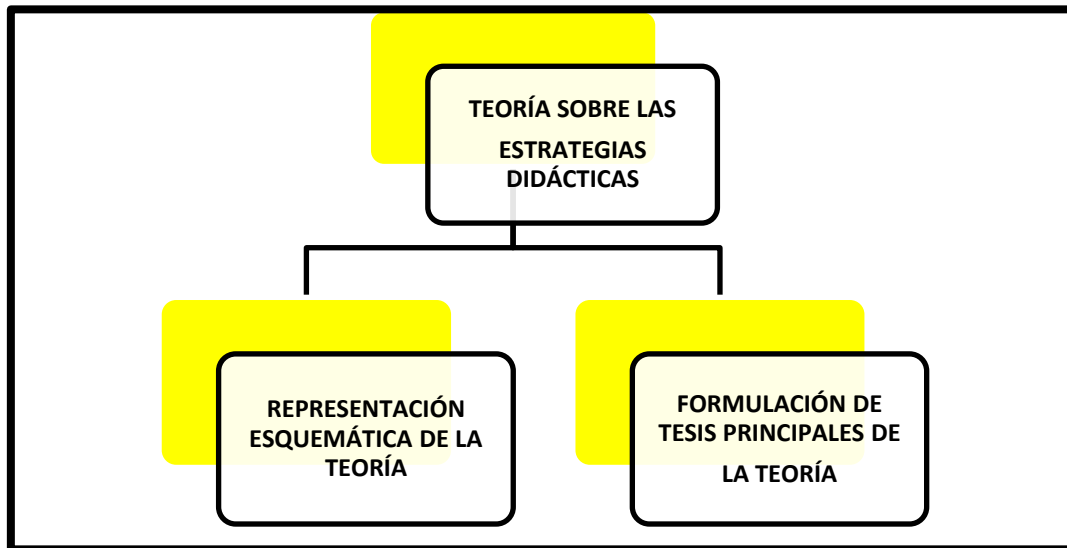 TEORÍA SOBRE LAS
ESTRATEGIAS
DIDÁCTICAS
REPRESENTACIÓN
ESQUEMÁTICA DE LA
TEORÍA
FORMULACIÓN DE
TESIS PRINCIPALES DE
LA TEORÍA